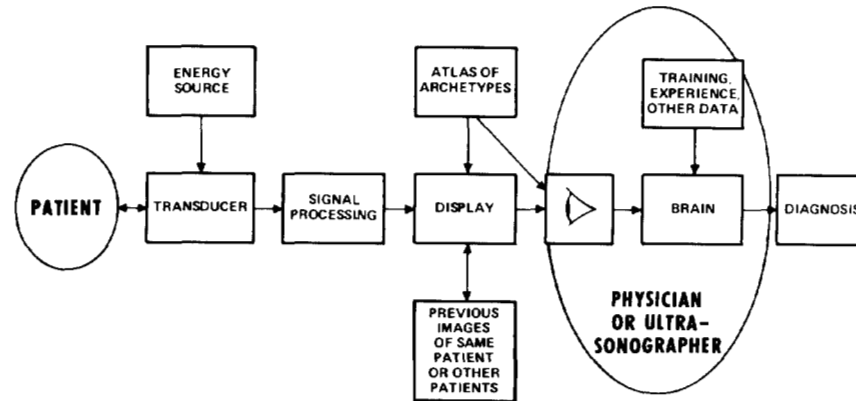 ENERGY
SOURCE
ATLAS OF
ARCHETYPES
TRAINING,
EXPERIENCE,
OTHER DATA
PATIENT
TRANSDUCER
SIGNAL
PROCESSING
DISPLAY
BRAIN
DIAGNOSIS
PREVIOUS
IMAGES
OF SAME
PATIENT
OR OTHER
PATIENTS
PHYSICIAN
OR ULTRA-
SONOGRAPHER